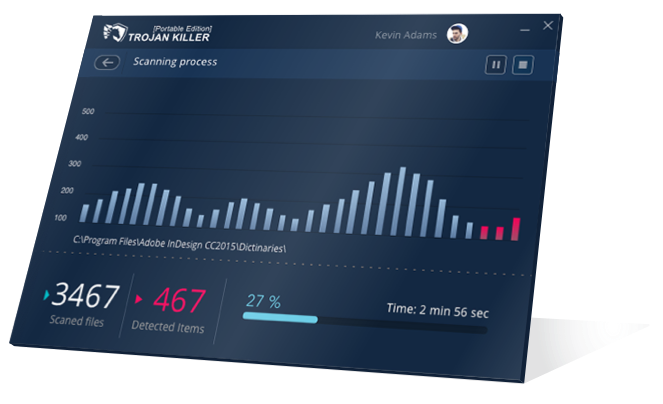 [Portable Edition]
TROJAN KILLER
Kevin Adams
Scanning process
500
400
300
200
100
C:\Program Files\Adobe InDesign CC2015\Dictinaries\
3467
Scaned files
467
Detected Items
27 %
Time: 2 min 56 sec